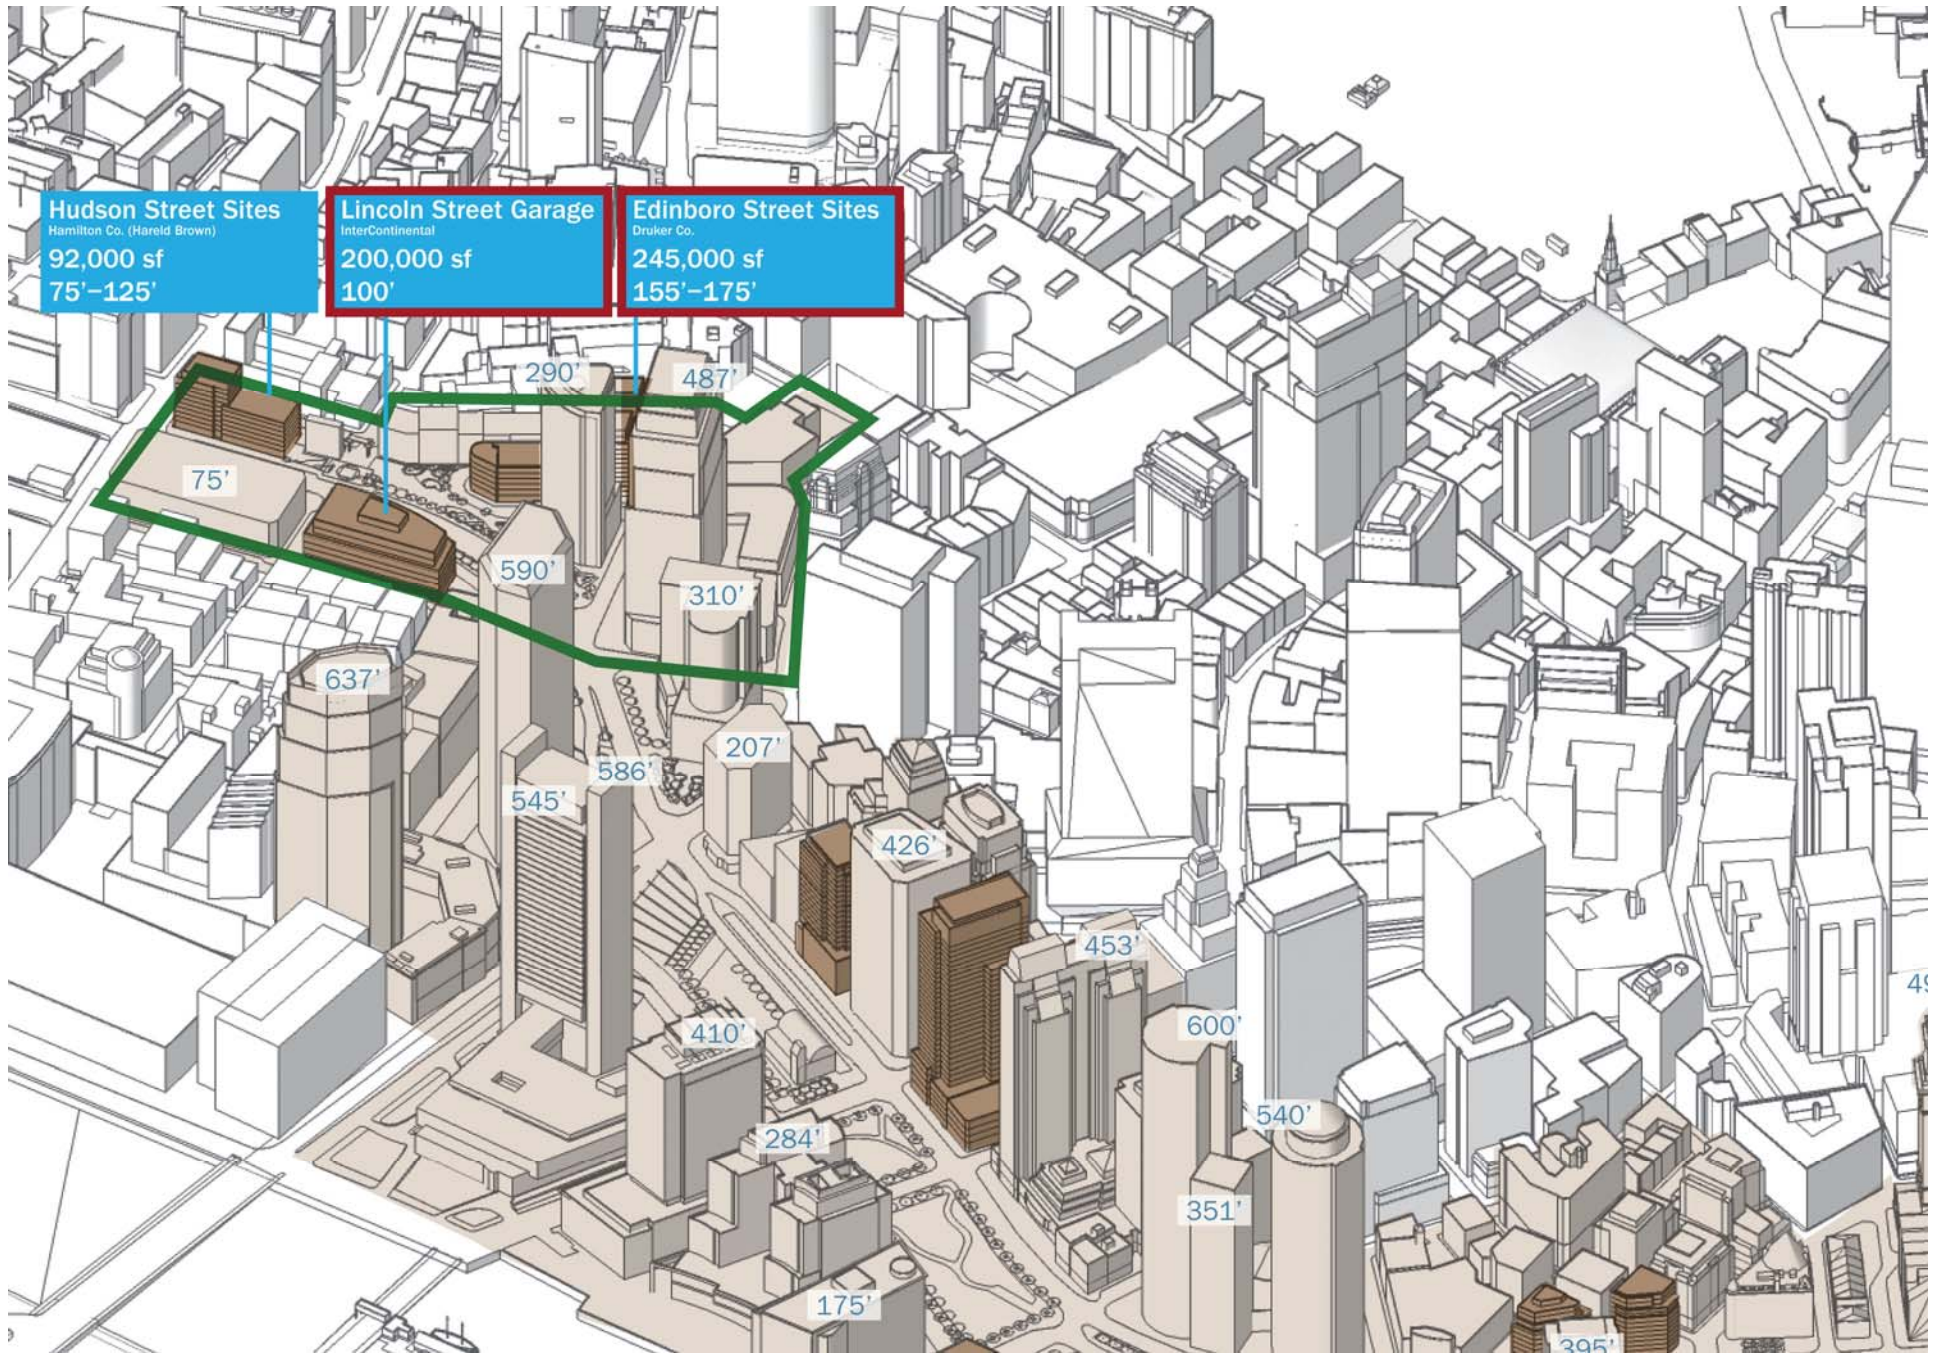 Hudson Street Sites
Hamilton Co. (Hareld Brown)
92,000 sf
75’–125’
Lincoln Street Garage
InterContinental
200,000 sf
100’
Edinboro Street Sites
Druker Co.
245,000 sf
155’–175’
290’
487’
75’
590’
310’
637’
207’
586’
545’
426’
453’
49
600’
410’
540’
284’
351’
175’
395’